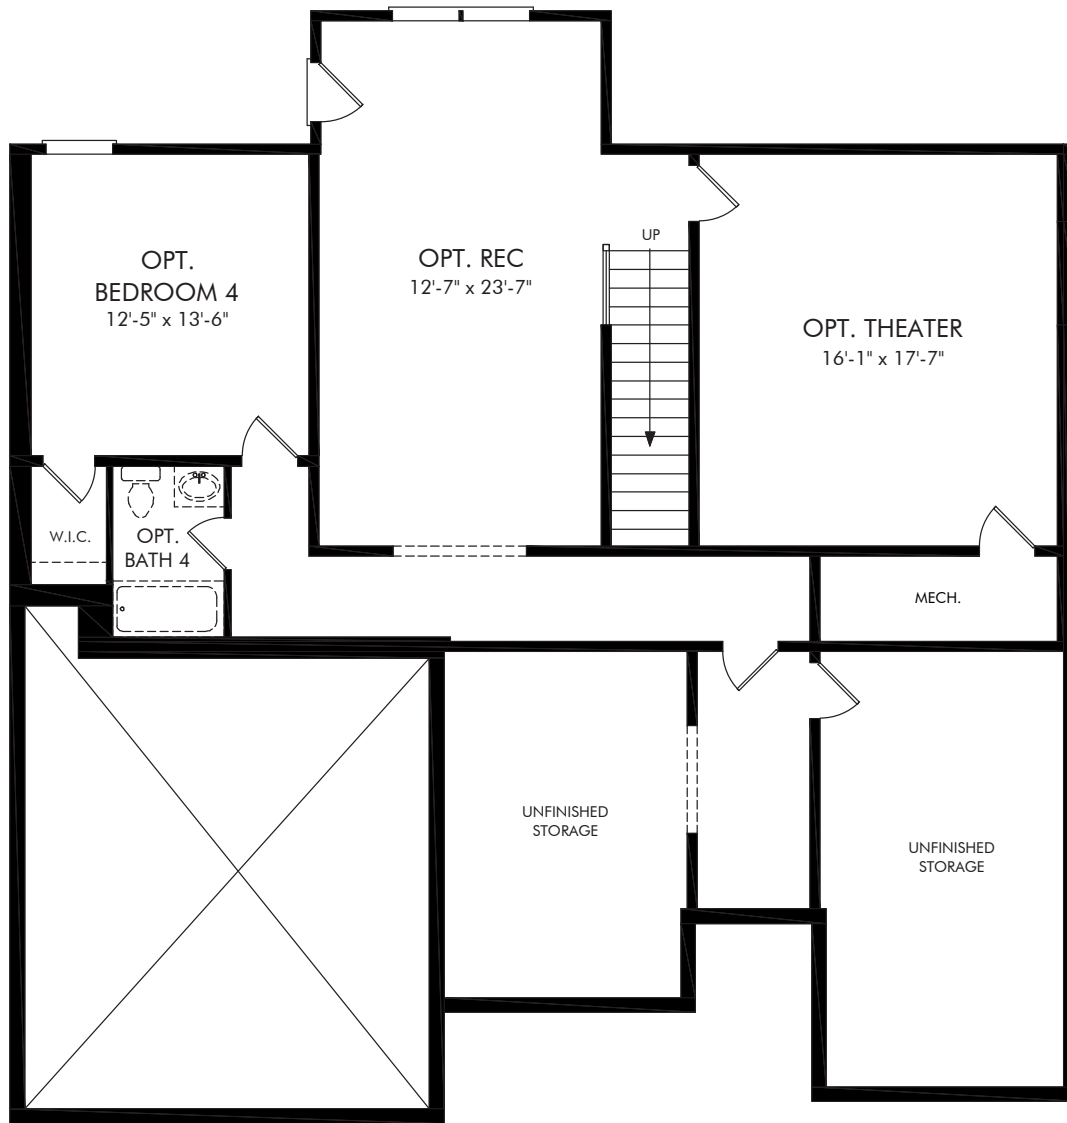 OPT.
BEDROOM 4
12'-5" x 13'-6"
OPT. REC
12'-7" x 23'-7"
UP
OPT. THEATER
16'-1" x 17'-7"
W.I.C.
OPT.
BATH 4
MECH.
UNFINISHED
STORAGE
UNFINISHED
STORAGE